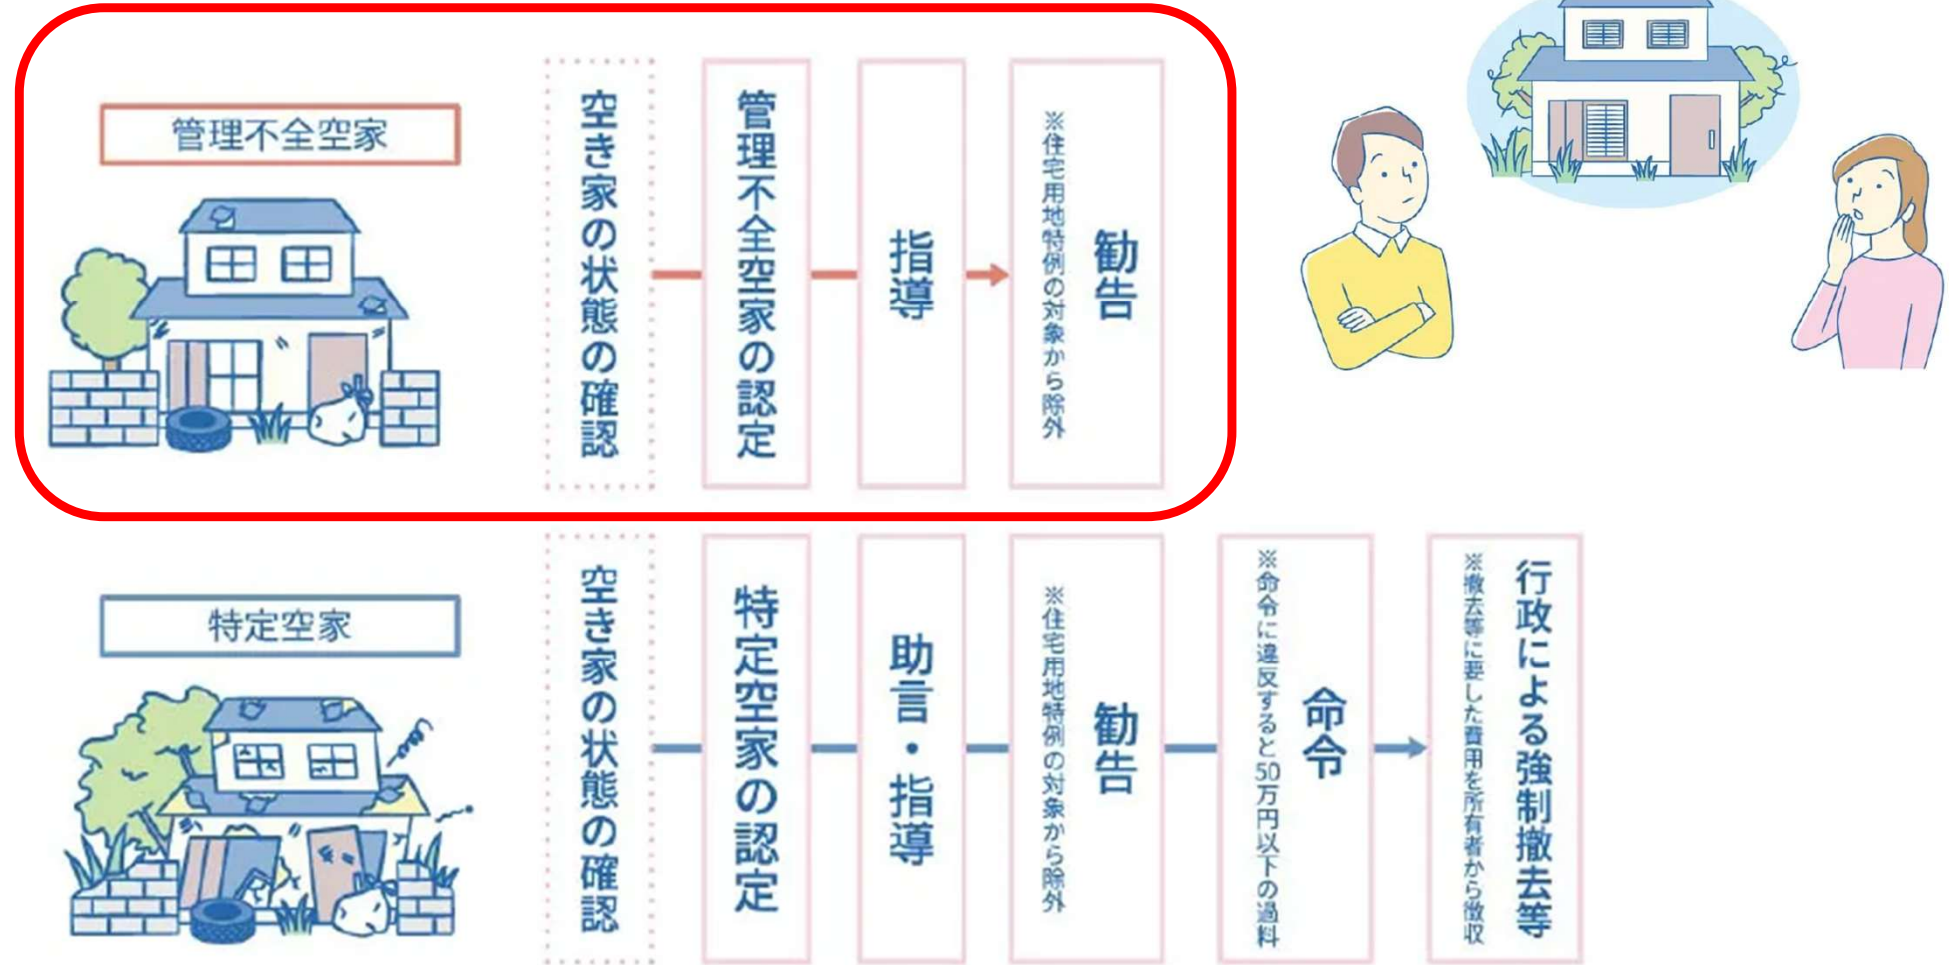 管理不全空家
空き家の状態の確認
管理不全空家の認定
指導
勧告
※住宅用地特例の対象から除外
特定空家
空き家の状態の確認
特定空家の認定
助言・指導
勧告
※住宅用地特例の対象から除外
命令
※命令に違反すると50万円以下の過料
行政による強制撤去等
※撤去等に要した費用を所有者から徴収